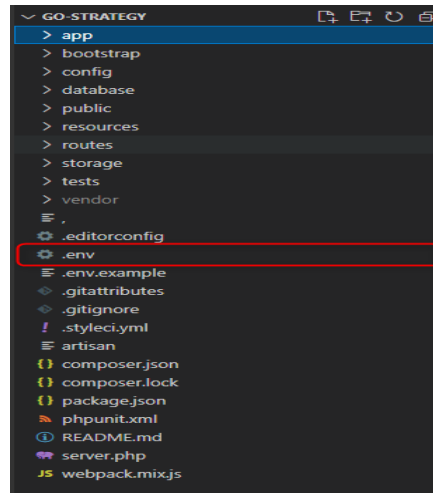 GO-STRATEGY
app
bootstrap
config
database
public
resources
routes
storage
tests
vendor
,
.editorconfig
.env
.env.example
.gitattributes
.gitignore
! .styleci.yml
artisan
{} composer.json
{} composer.lock
{} package.json
phpunit.xml
README.md
server.php
JS webpack.mix.js